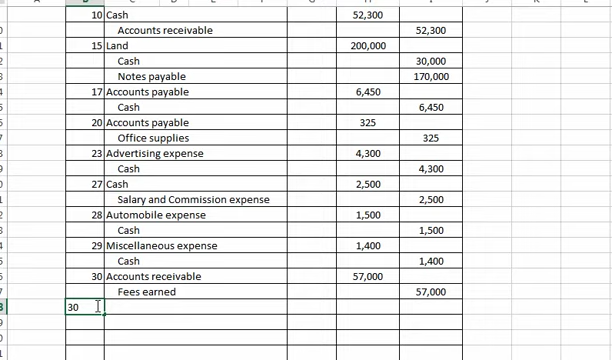 10 Cash 52,300
Accounts receivable 52,300
15 Land 200,000
Cash 30,000
Notes payable 170,000
17 Accounts payable 6,450
Cash 6,450
20 Accounts payable 325
Office supplies 325
23 Advertising expense 4,300
Cash 4,300
27 Cash 2,500
Salary and Commission expense 2,500
28 Automobile expense 1,500
Cash 1,500
29 Miscellaneous expense 1,400
Cash 1,400
30 Accounts receivable 57,000
Fees earned 57,000
30